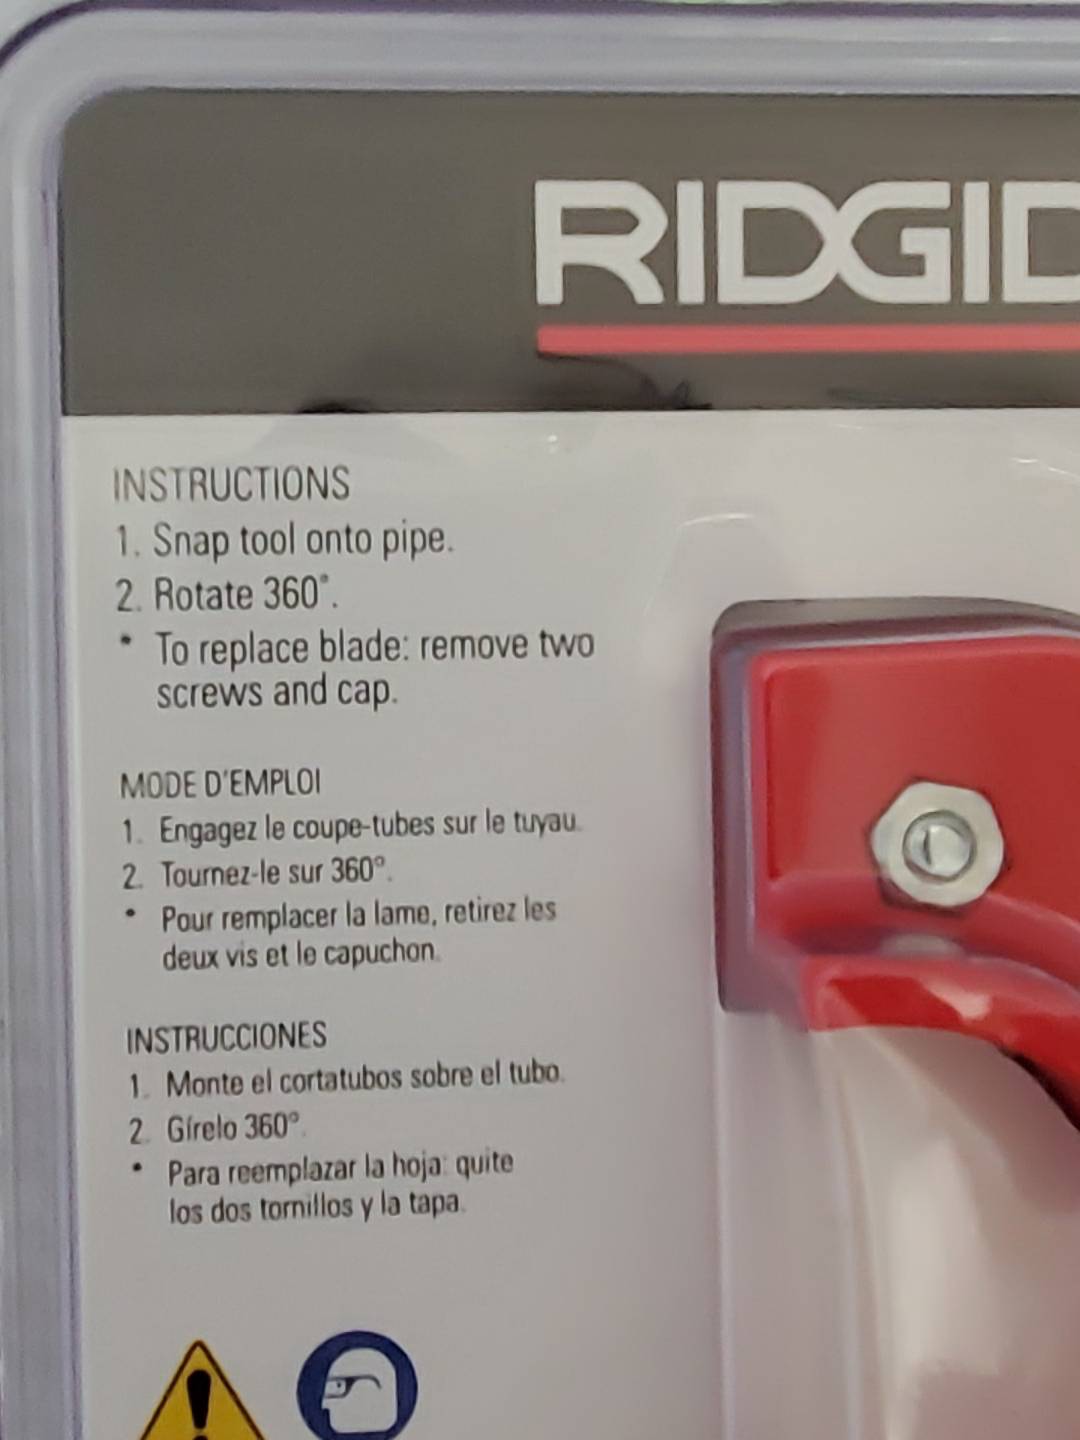 RIDGID
INSTRUCTIONS
1. Snap tool onto pipe.
2. Rotate 360°.
* To replace blade: remove two
screws and cap.
MODE D'EMPLOI
1. Engagez le coupe-tubes sur le tuyau.
2. Tournez-le sur 360°.
* Pour remplacer la lame, retirez les
deux vis et le capuchon.
INSTRUCCIONES
1. Monte el cortatubos sobre el tubo.
2. Gírelo 360°.
* Para reemplazar la hoja: quite
los dos tornillos y la tapa.